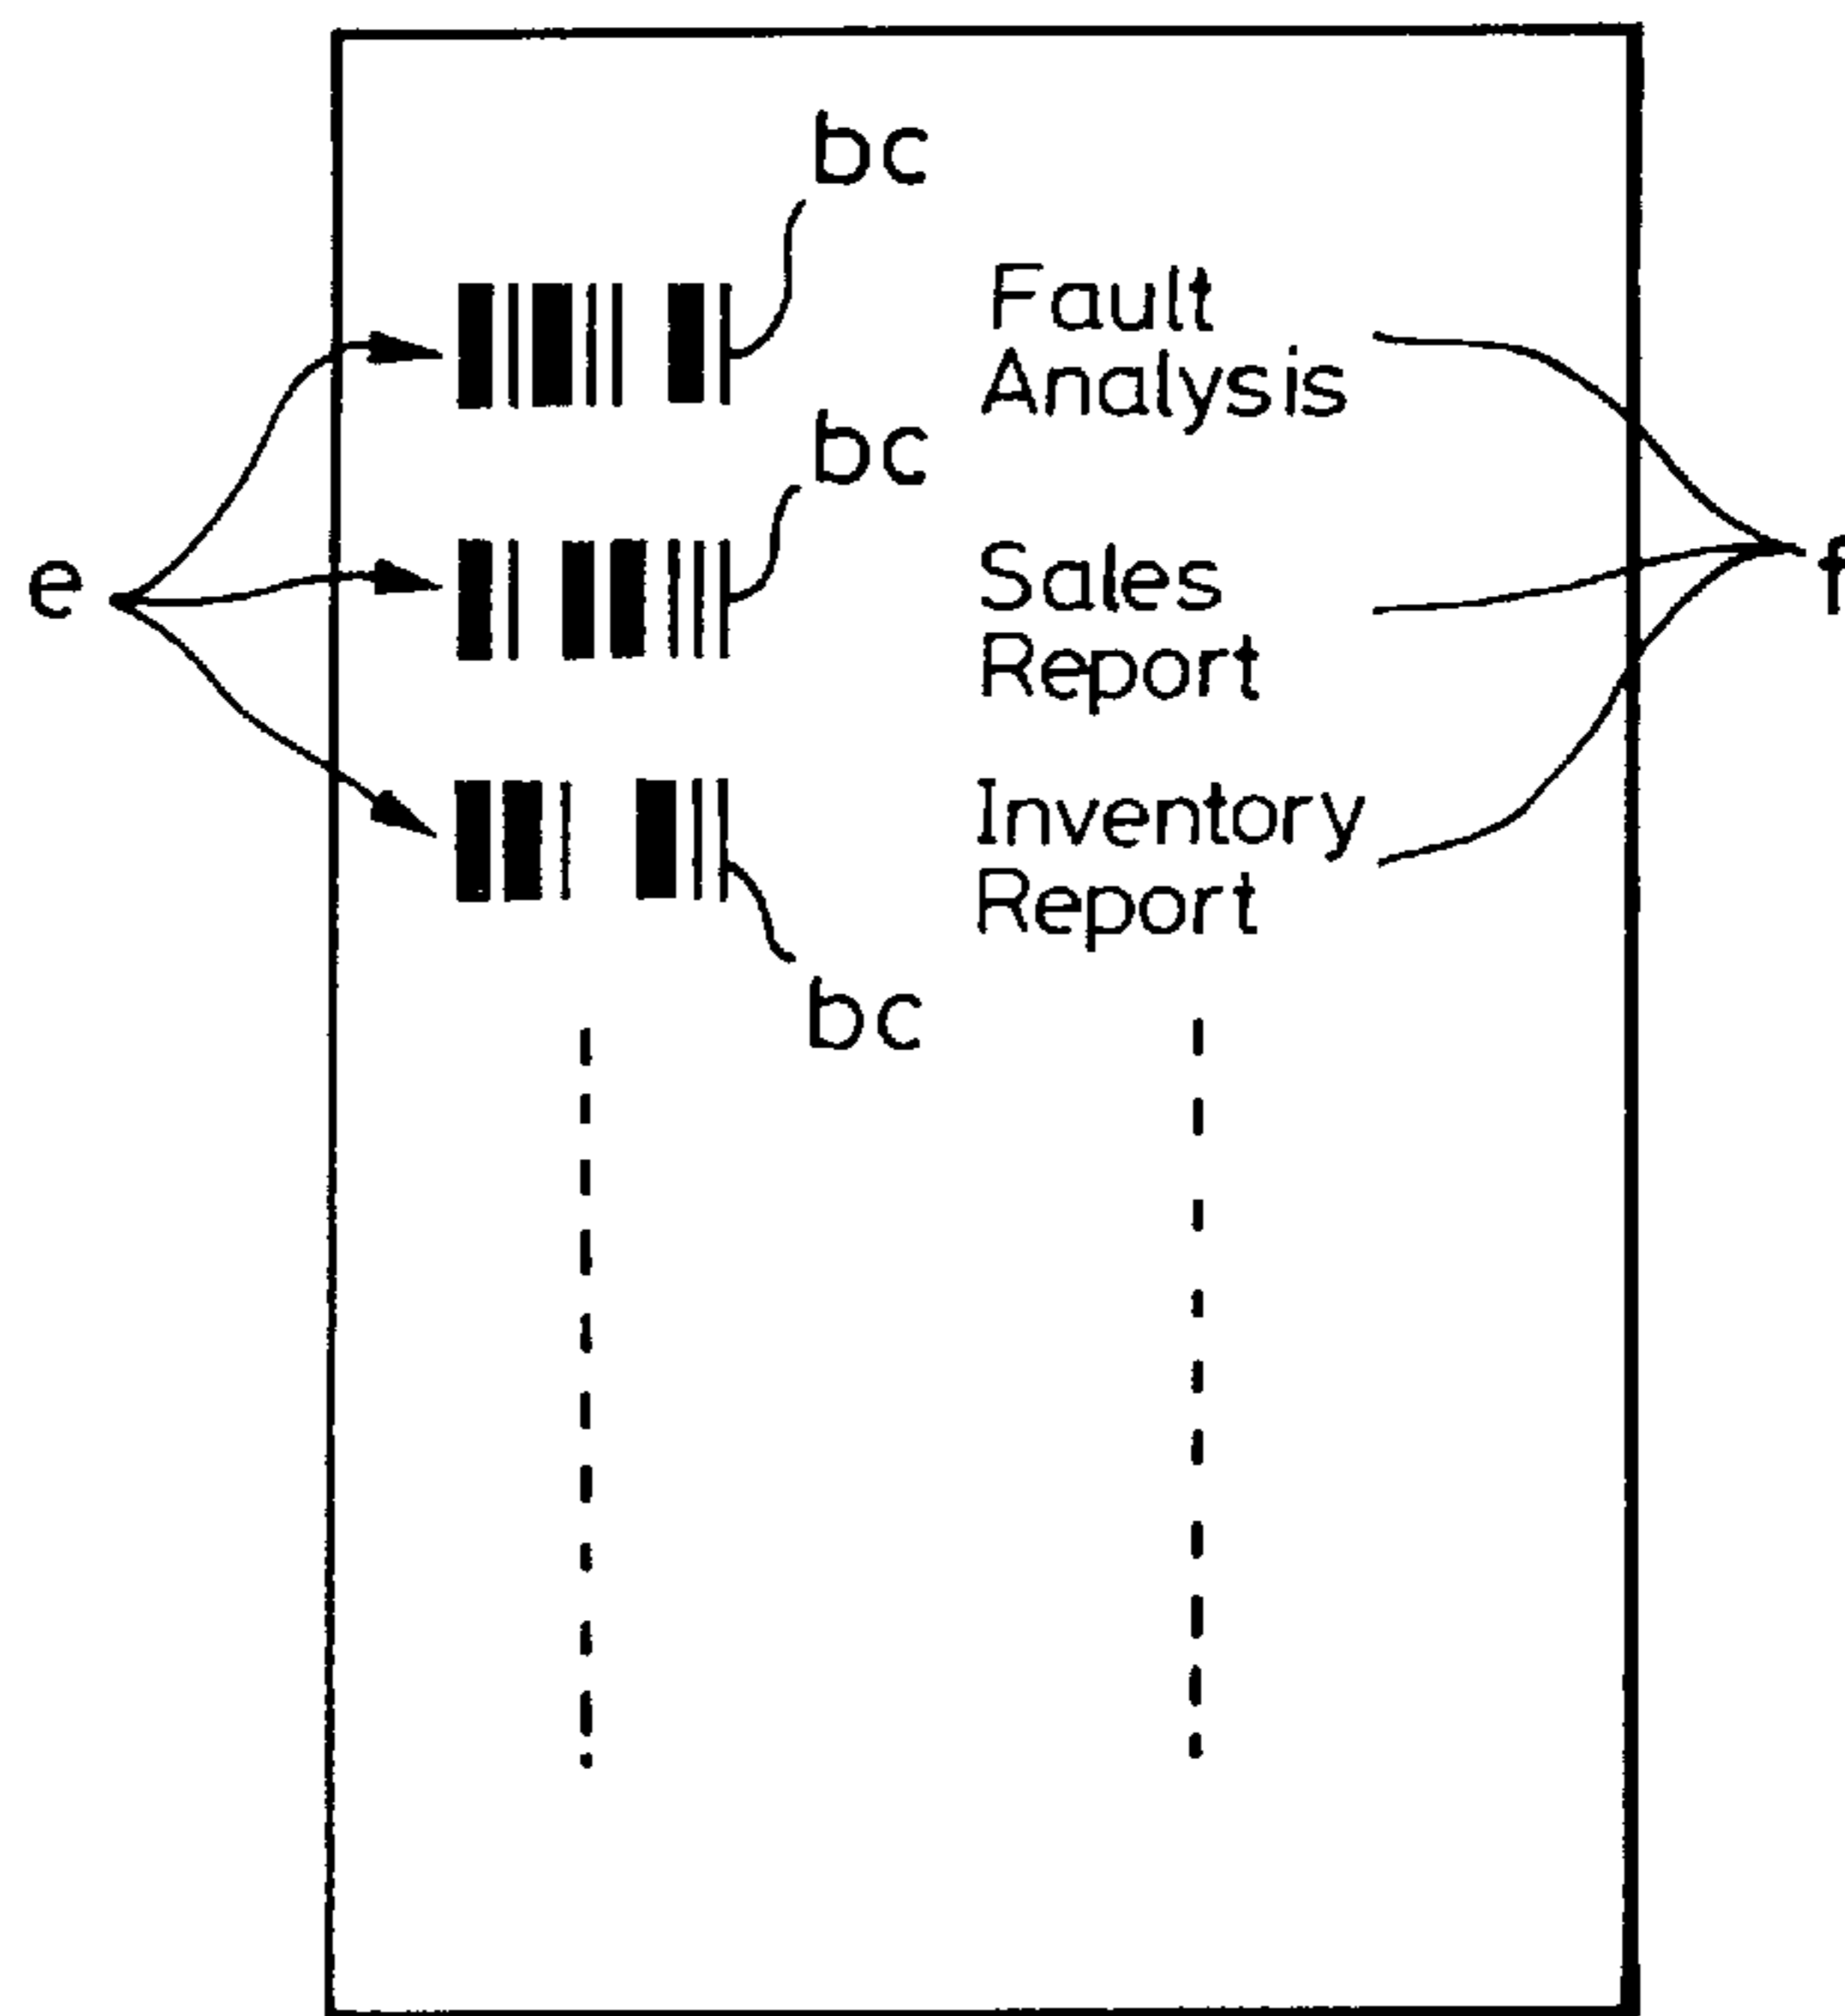 bc
Fault
Analysis
bc
e
Sales
Report
f
Inventory
Report
bc